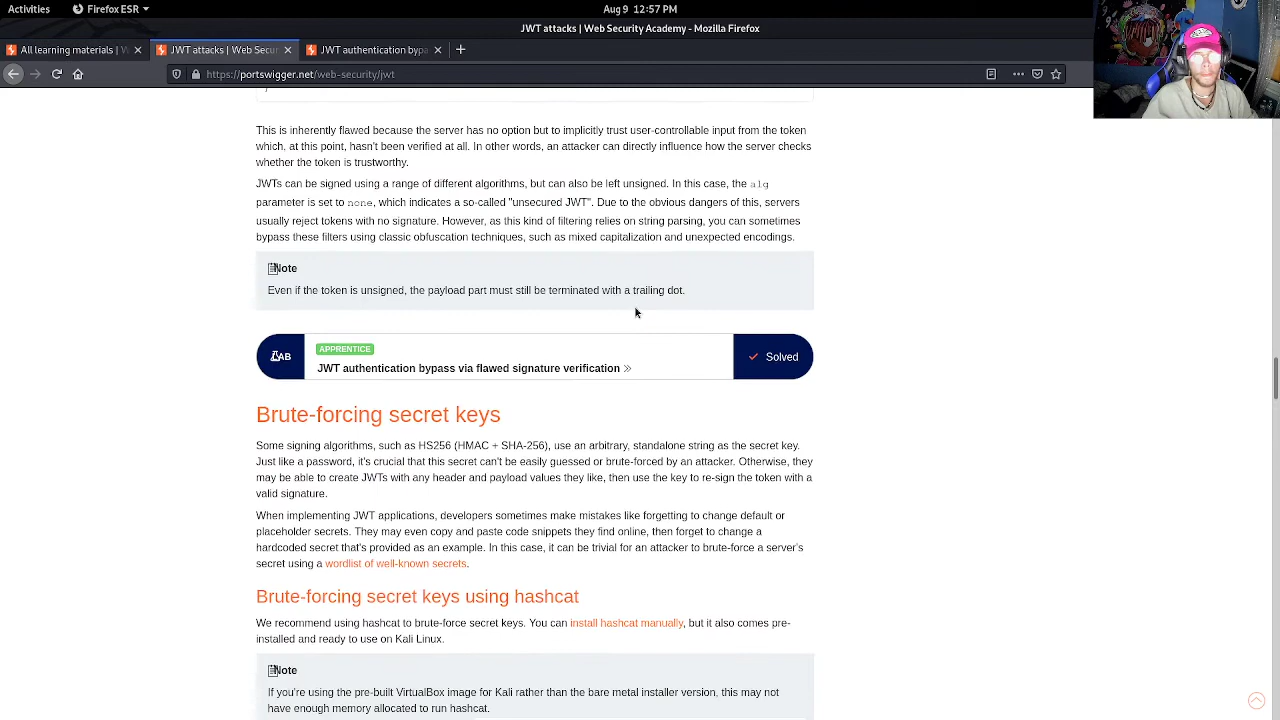 Activities
Firefox ESR
Aug 9 12:57 PM
JWT attacks | Web Security Academy - Mozilla Firefox
All learning materials | W
JWT attacks | Web Secur
JWT authentication bypa
https://portswigger.net/web-security/jwt
This is inherently flawed because the server has no option but to implicitly trust user-controllable input from the token
which, at this point, hasn't been verified at all. In other words, an attacker can directly influence how the server checks
whether the token is trustworthy.
JWTs can be signed using a range of different algorithms, but can also be left unsigned. In this case, the alg
parameter is set to none, which indicates a so-called "unsecured JWT". Due to the obvious dangers of this, servers
usually reject tokens with no signature. However, as this kind of filtering relies on string parsing, you can sometimes
bypass these filters using classic obfuscation techniques, such as mixed capitalization and unexpected encodings.
Note
Even if the token is unsigned, the payload part must still be terminated with a trailing dot.
LAB
APPRENTICE
JWT authentication bypass via flawed signature verification
Solved
Brute-forcing secret keys
Some signing algorithms, such as HS256 (HMAC + SHA-256), use an arbitrary, standalone string as the secret key.
Just like a password, it's crucial that this secret can't be easily guessed or brute-forced by an attacker. Otherwise, they
may be able to create JWTs with any header and payload values they like, then use the key to re-sign the token with a
valid signature.
When implementing JWT applications, developers sometimes make mistakes like forgetting to change default or
placeholder secrets. They may even copy and paste code snippets they find online, then forget to change a
hardcoded secret that's provided as an example. In this case, it can be trivial for an attacker to brute-force a server's
secret using a wordlist of well-known secrets.
Brute-forcing secret keys using hashcat
We recommend using hashcat to brute-force secret keys. You can install hashcat manually, but it also comes pre-
installed and ready to use on Kali Linux.
Note
If you're using the pre-built VirtualBox image for Kali rather than the bare metal installer version, this may not
have enough memory allocated to run hashcat.